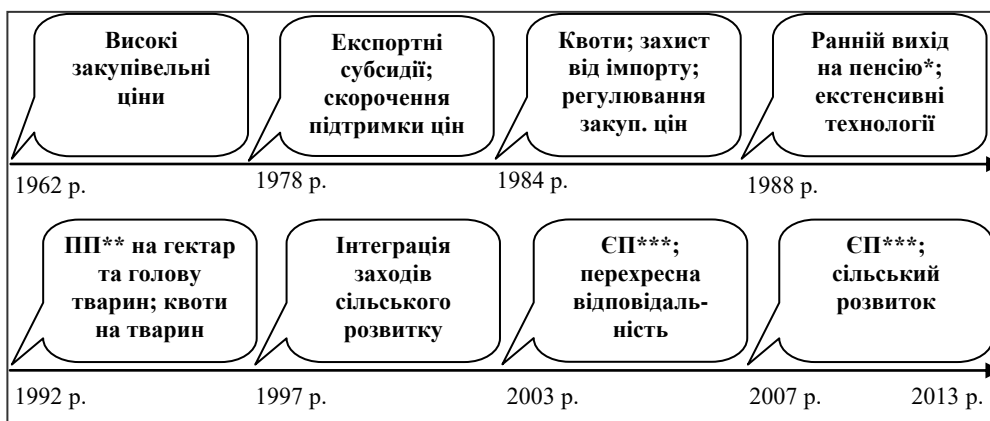 Високі
закупівельні
ціни
Експортні
субсидії;
скорочення
підтримки цін
Квоти; захист
від імпорту;
регулювання
закуп. цін
Ранній вихід
на пенсію*;
екстенсивні
технології
1962 р.
1978 р.
1984 р.
1988 р.
ПП** на гектар
та голову
тварин; квоти
на тварин
Інтеграція
заходів
сільського
розвитку
ЄП***;
перехресна
відповідаль-
ність
ЄП***;
сільський
розвиток
1992 р.
1997 р.
2003 р.
2007 р.
2013 р.